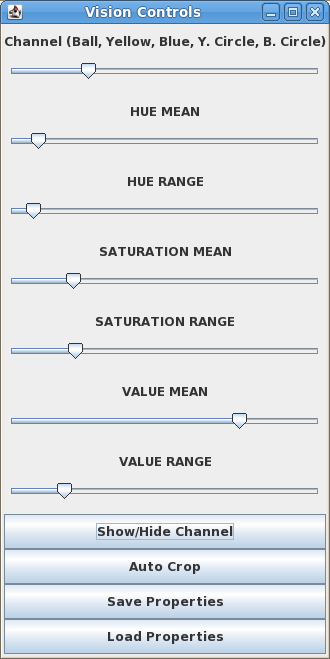 Vision Controls
Channel (Ball, Yellow, Blue, Y. Circle, B. Circle)
HUE MEAN
HUE RANGE
SATURATION MEAN
SATURATION RANGE
VALUE MEAN
VALUE RANGE
Show/Hide Channel
Auto Crop
Save Properties
Load Properties